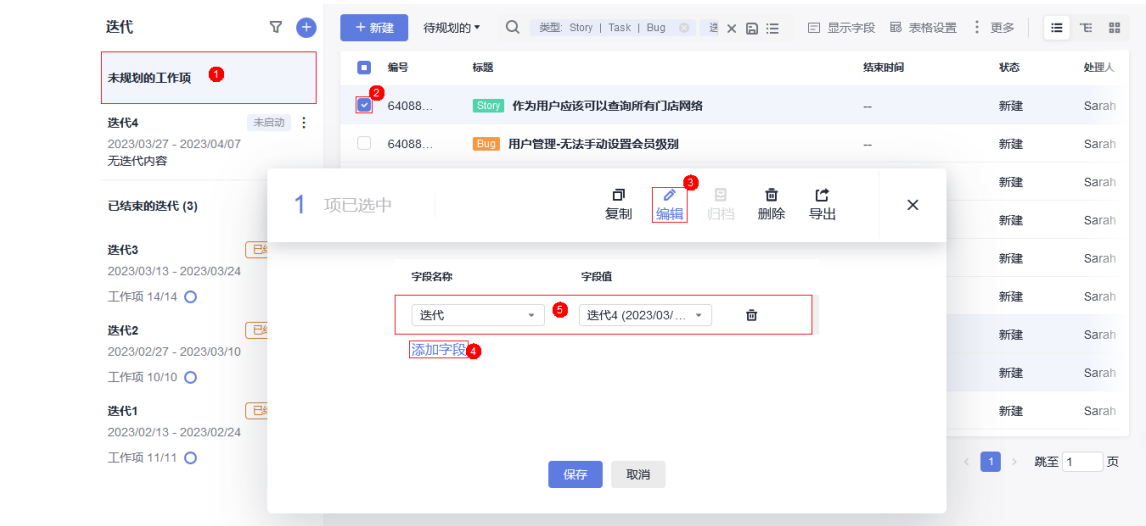 迭代
+ 新建 待规划的 类型: Story | Task | Bug 显示字段 表格设置 更多
未规划的工作项 1
编号 标题 结束时间 状态 处理人
2
64088... Story 作为用户应该可以查询所有门店网络 -- 新建 Sarah
迭代4 未启动
2023/03/27 - 2023/04/07
无迭代内容
64088... Bug 用户管理-无法手动设置会员级别 -- 新建 Sarah
新建 Sarah
已结束的迭代 (3)
1 项已选中 复制 3 编辑 归档 删除 导出
新建 Sarah
迭代3
2023/03/13 - 2023/03/24
工作项 14/14
新建 Sarah
字段名称 字段值
新建 Sarah
迭代 5 迭代4 (2023/03/...
添加字段 4
迭代2
2023/02/27 - 2023/03/10
工作项 10/10
新建 Sarah
新建 Sarah
迭代1
2023/02/13 - 2023/02/24
工作项 11/11
新建 Sarah
< 1 > 跳至 1 页
保存 取消